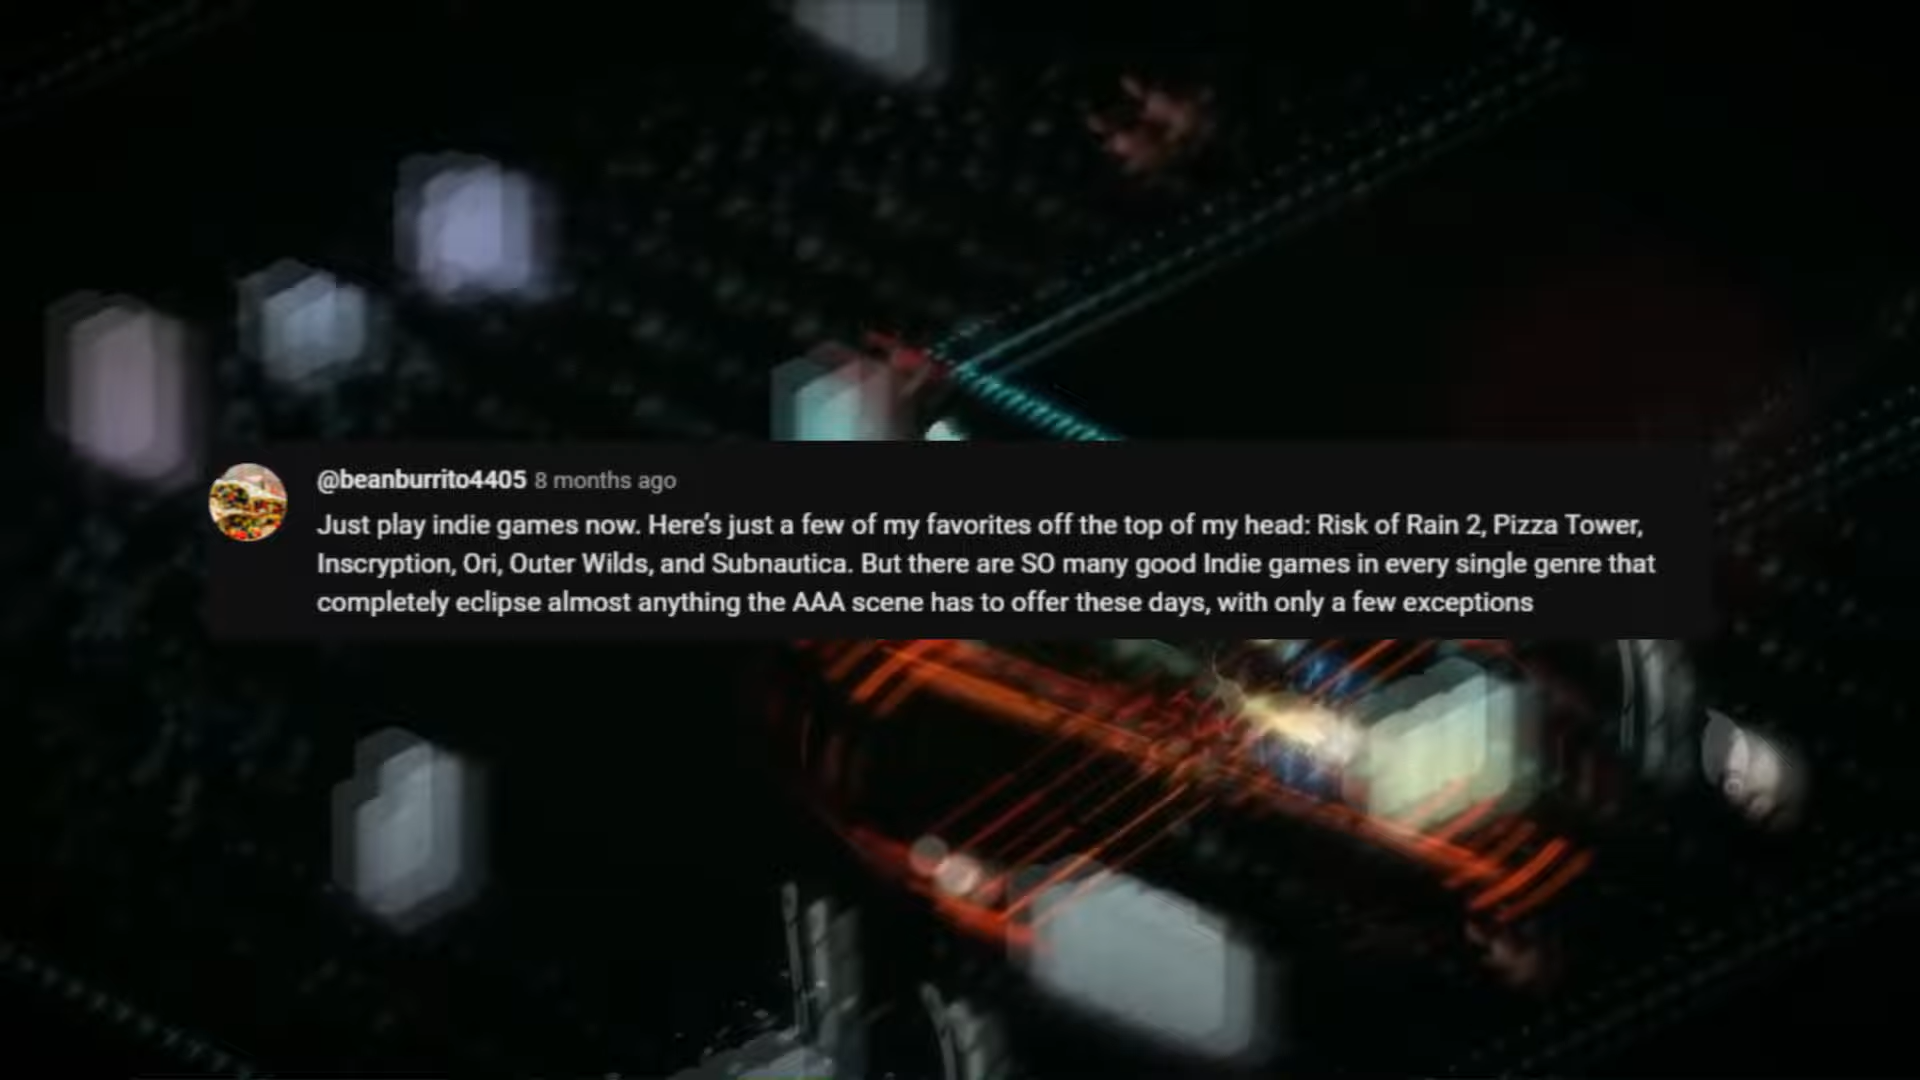 @beanburrito4405 8 months ago
Just play indie games now. Here's just a few of my favorites off the top of my head: Risk of Rain 2, Pizza Tower,
Inscryption, Ori, Outer Wilds, and Subnautica. But there are SO many good Indie games in every single genre that
completely eclipse almost anything the AAA scene has to offer these days, with only a few exceptions